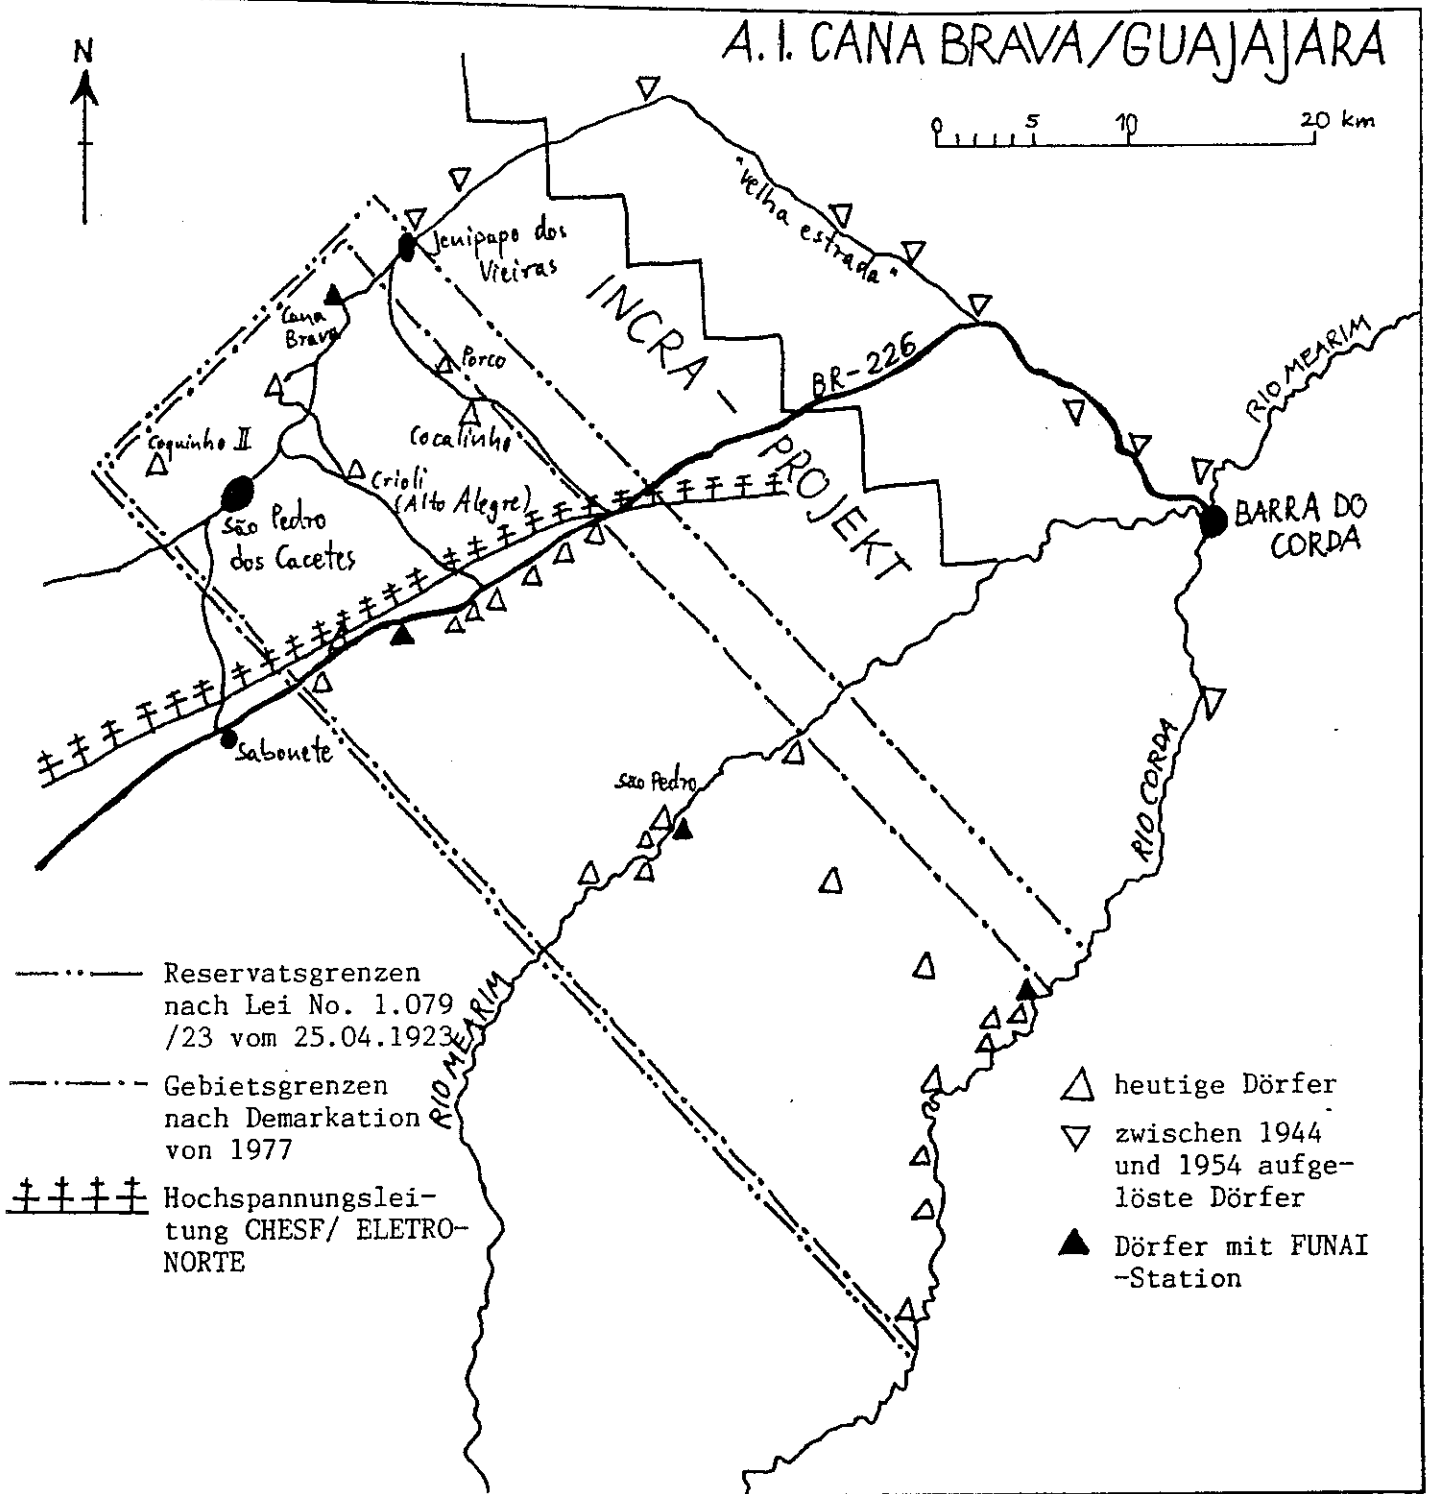 A.I. CANA BRAVA/GUAJAJARA
N
0 5 10 20 km
"velha estrada"
Jenipapo dos
Vieiras
INCRA-PROJEKT
Cana
Brava
BR-226
RIO MEARIM
Porco
Cocalinho
Coquinho II
Crioli
(Alto Alegre)
São Pedro
dos Cacetes
BARRA DO
CORDA
Sabonete
São Pedro
RIO CORDA
RIO MEARIM
Reservatsgrenzen
nach Lei No. 1.079
/23 vom 25.04.1923
Gebietsgrenzen
nach Demarkation
von 1977
Hochspannungslei-
tung CHESF/ ELETRO-
NORTE
heutige Dörfer
zwischen 1944
und 1954 aufge-
löste Dörfer
Dörfer mit FUNAI
-Station